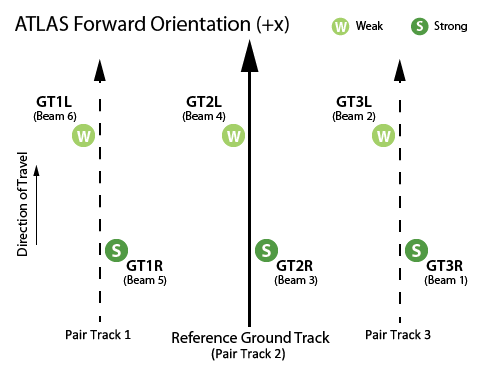 ATLAS Forward Orientation (+x)
W Weak
S Strong
GT1L
(Beam 6)
W
GT2L
(Beam 4)
W
GT3L
(Beam 2)
W
Direction of Travel
S
GT1R
(Beam 5)
S
GT2R
(Beam 3)
S
GT3R
(Beam 1)
Pair Track 1
Reference Ground Track
(Pair Track 2)
Pair Track 3